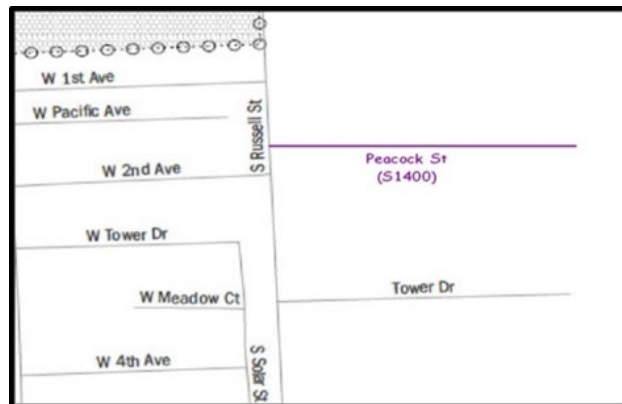 W 1st Ave
W Pacific Ave
S Russell St
Peacock St
(S1400)
W 2nd Ave
W Tower Dr
W Meadow Ct
Tower Dr
W 4th Ave
S Solar St